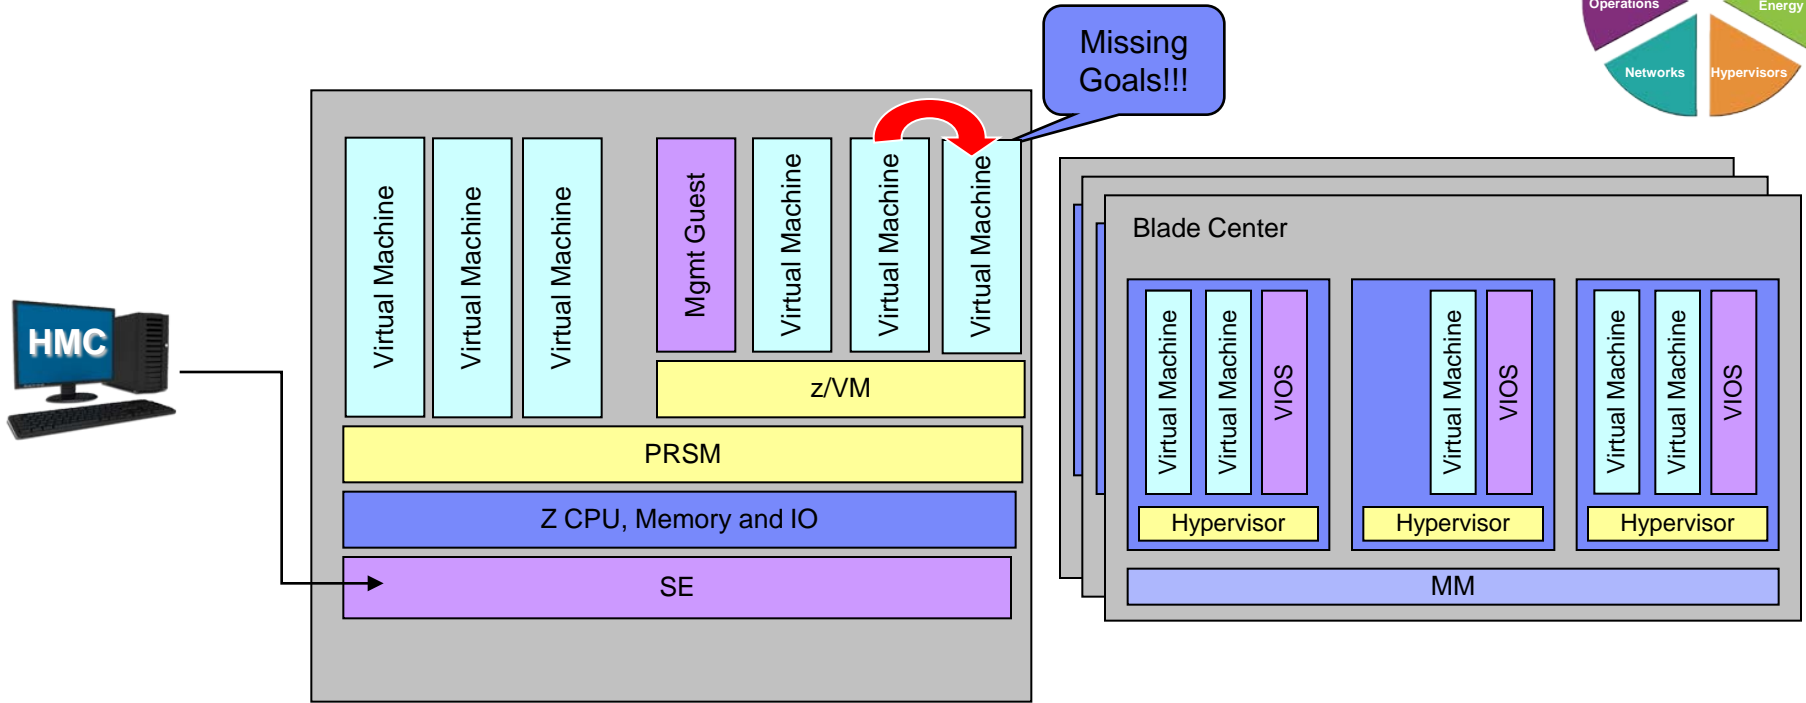 Operations
Energy
Networks
Hypervisors
Missing
Goals!!!
HMC
Virtual Machine
Virtual Machine
Virtual Machine
Mgmt Guest
Virtual Machine
Virtual Machine
Virtual Machine
z/VM
PRSM
Z CPU, Memory and IO
SE
Blade Center
Virtual Machine
Virtual Machine
VIOS
Hypervisor
Virtual Machine
VIOS
Hypervisor
Virtual Machine
Virtual Machine
VIOS
Hypervisor
MM